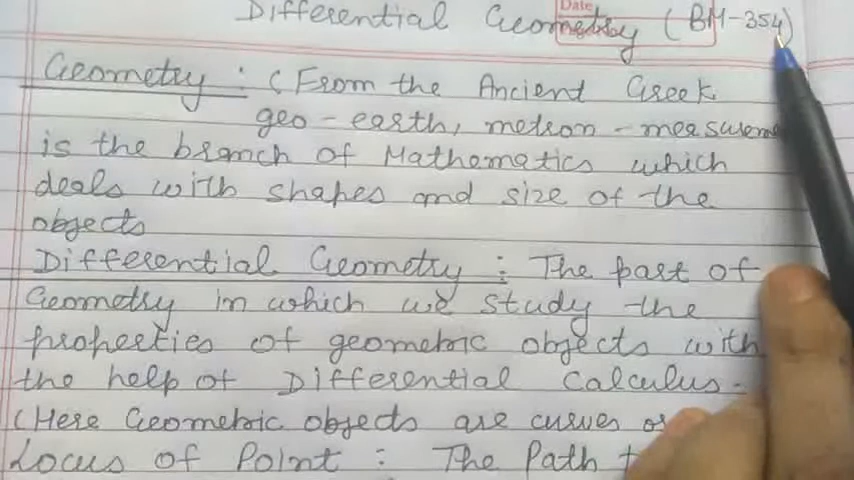 Date
Differential Geometry (BM-354)
Geometry : (From the Ancient Greek
geo - earth, metron - measureme
is the branch of Mathematics which
deals with shapes and size of the
objects
Differential Geometry : The part of
Geometry in which we study the
properties of geometric objects with
the help of Differential Calculus.
(Here Geometric objects are curves or
Locus of Point : The Path